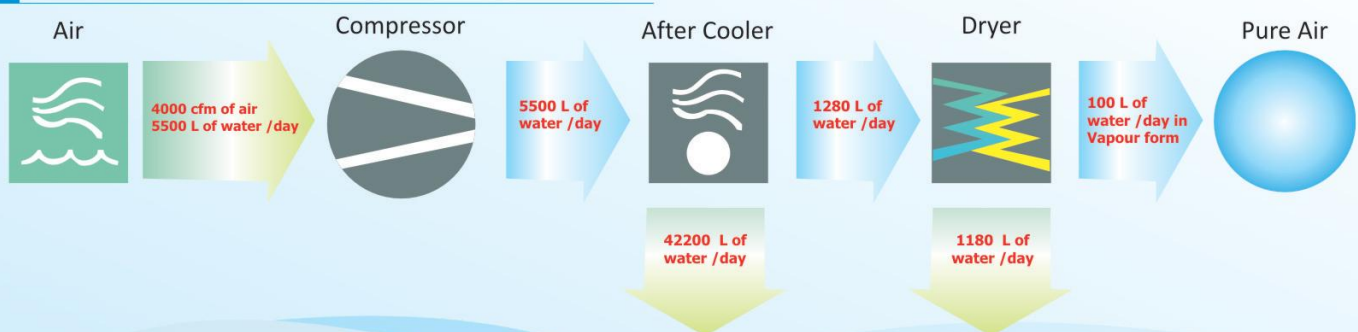 Air
Compressor
After Cooler
Dryer
Pure Air
4000 cfm of air
5500 L of water /day
5500 L of
water /day
1280 L of
water /day
100 L of
water /day in
Vapour form
42200 L of
water /day
1180 L of
water /day